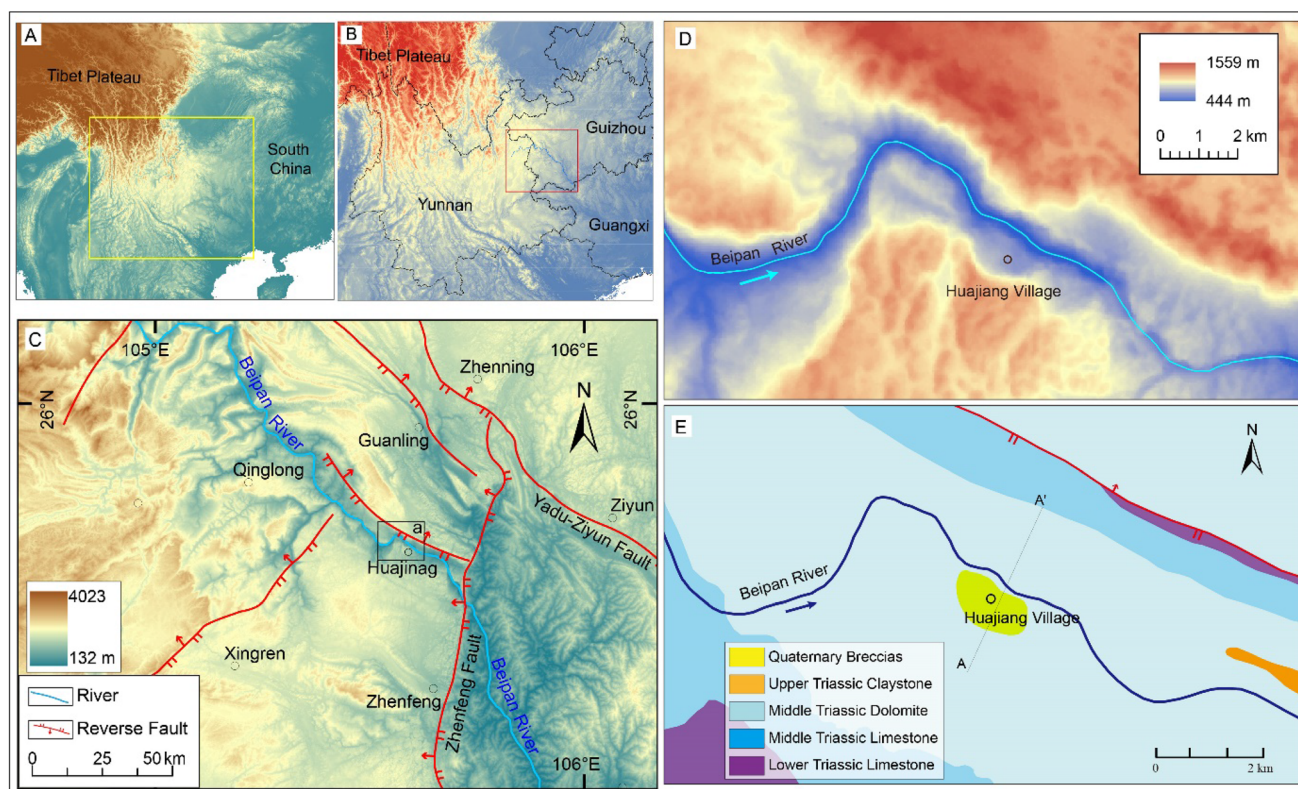 A
Tibet Plateau
South
China
B
Tibet Plateau
Guizhou
Yunnan
Guangxi
C
105°E
106°E
26°N
26°N
N
Beipan
River
Zhenning
Guanling
Qinglong
Ziyun
Yadu-Ziyun Fault
a
Huajinag
4023
132 m
Xingren
Zhenfeng
Zhenfeng Fault
Beipan River
River
Reverse Fault
0 25 50 km
106°E
D
1559 m
444 m
0 1 2 km
Beipan River
Huajiang Village
E
N
A'
Beipan River
Huajiang Village
A
Quaternary Breccias
Upper Triassic Claystone
Middle Triassic Dolomite
Middle Triassic Limestone
Lower Triassic Limestone
0 2 km